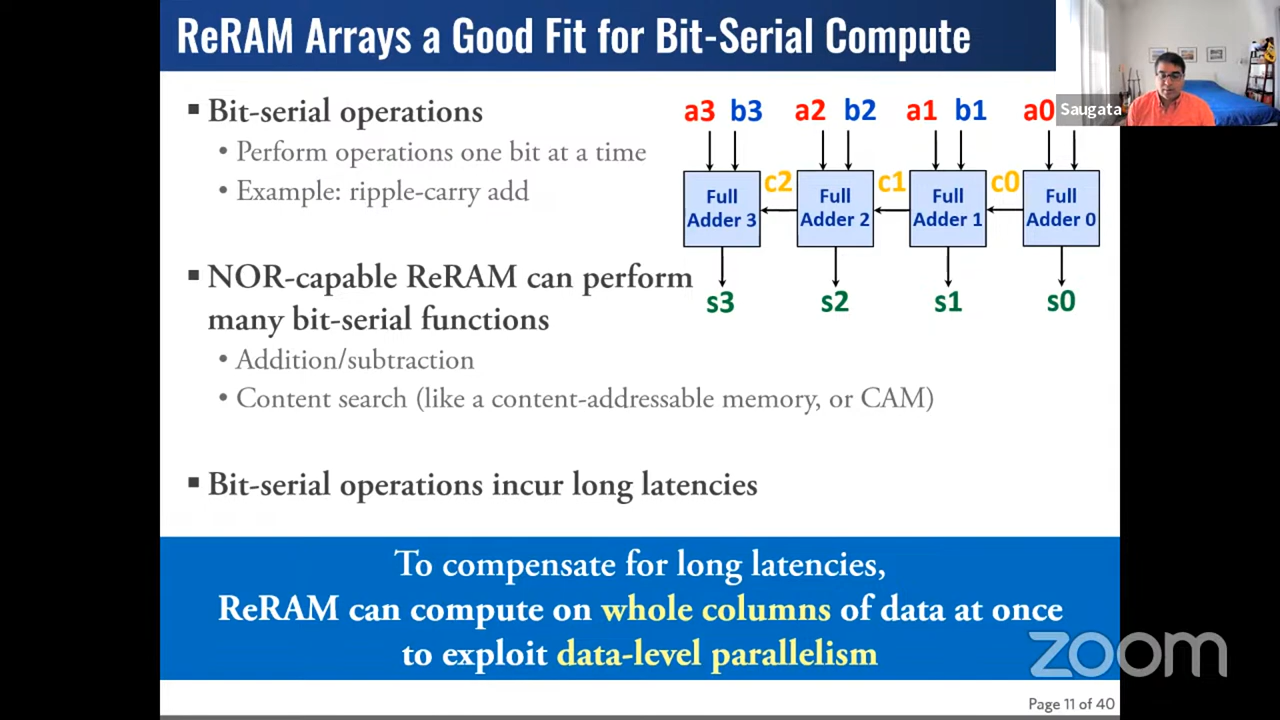 ReRAM Arrays a Good Fit for Bit-Serial Compute
▪ Bit-serial operations
• Perform operations one bit at a time
• Example: ripple-carry add
a3 b3 a2 b2 a1 b1 a0
Saugata
c2 c1 c0
Full Adder 3
Full Adder 2
Full Adder 1
Full Adder 0
s3 s2 s1 s0
▪ NOR-capable ReRAM can perform
many bit-serial functions
• Addition/subtraction
• Content search (like a content-addressable memory, or CAM)
▪ Bit-serial operations incur long latencies
To compensate for long latencies,
ReRAM can compute on whole columns of data at once
to exploit data-level parallelism
zoom
Page 11 of 40